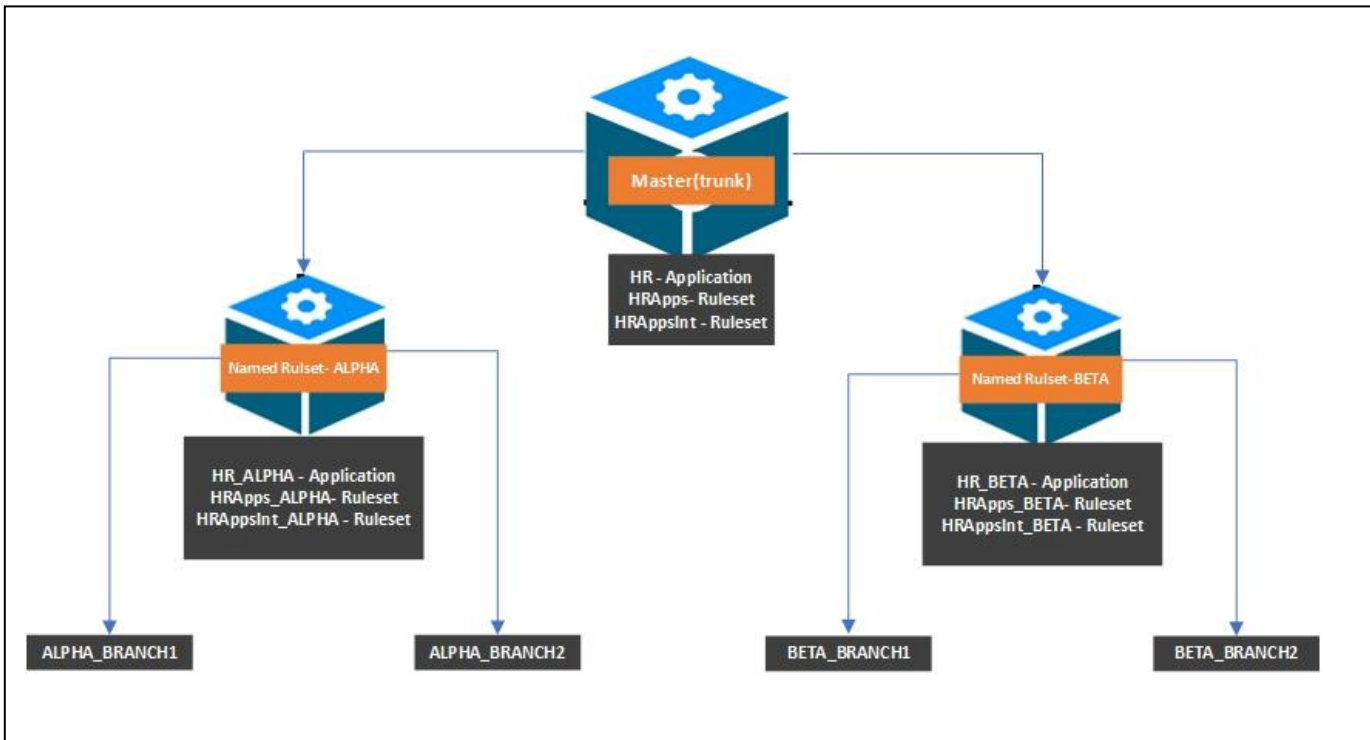 Master(trunk)
HR - Application
HRApps- Ruleset
HRAppsInt - Ruleset
Named Rulset- ALPHA
HR_ALPHA - Application
HRApps_ALPHA- Ruleset
HRAppsInt_ALPHA - Ruleset
Named Rulset-BETA
HR_BETA - Application
HRApps_BETA- Ruleset
HRAppsInt_BETA - Ruleset
ALPHA_BRANCH1
ALPHA_BRANCH2
BETA_BRANCH1
BETA_BRANCH2